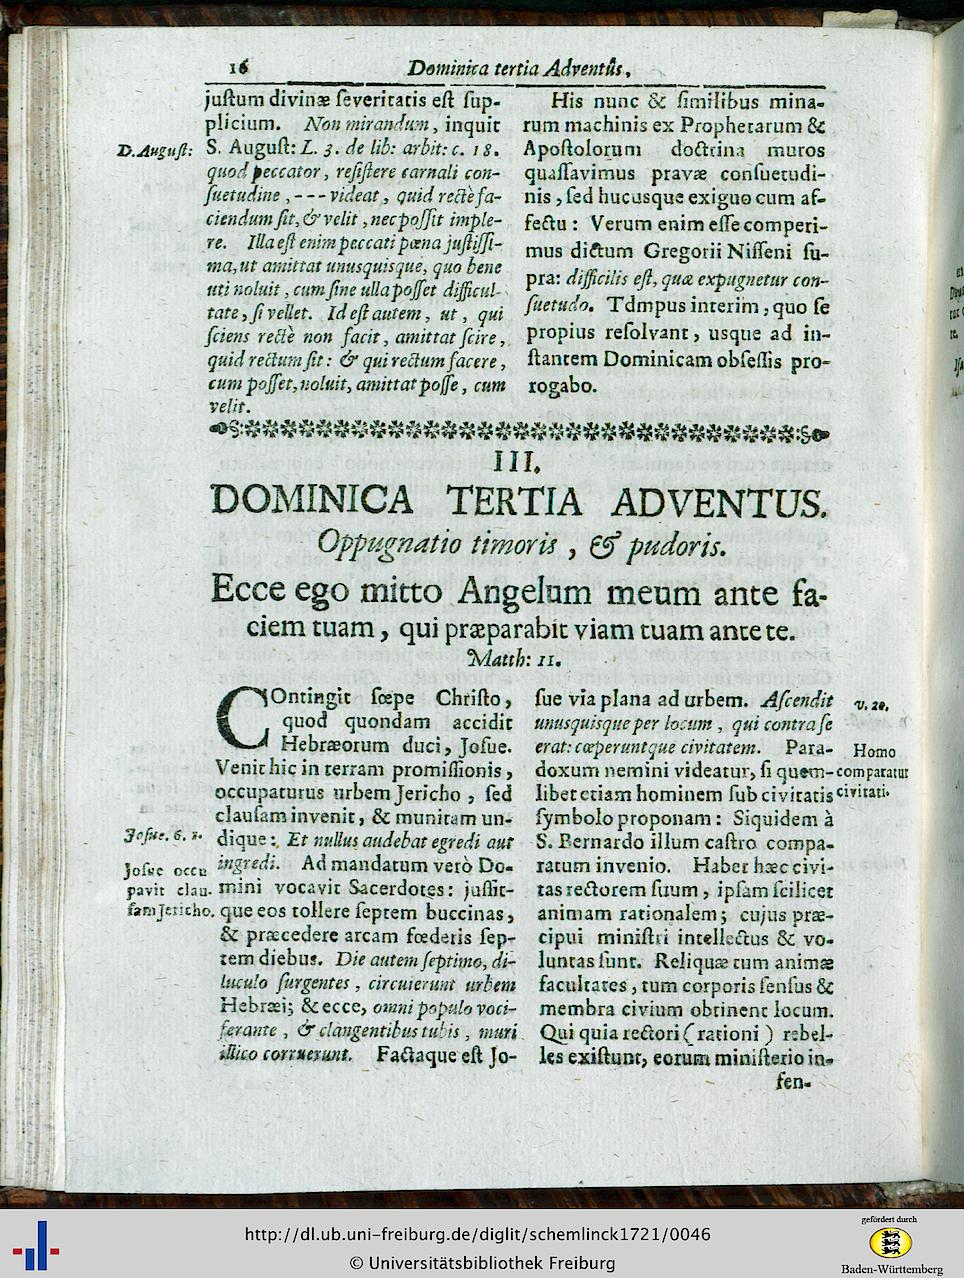 16 Dominica tertia Adventûs,
justum divinæ severitatis est sup-
plicium. Non mirandum, inquit
D. August: S. August: L. 3. de lib: arbit: c. 18.
quod peccator, resistere carnali con-
suetudine, --- videat, quid rectè fa-
ciendum sit, & velit, nec possit imple-
re. Illa est enim peccati pœna justissi-
ma, ut amittat unusquisque, quo bene
uti noluit, cum sine ulla posset difficul-
tate, si vellet. Id est autem, ut, qui
sciens rectè non facit, amittat scire,
quid rectum sit: & qui rectum facere,
cum posset, noluit, amittat posse, cum
velit.
His nunc & similibus mina-
rum machinis ex Prophetarum &
Apostolorum doctrina muros
quassavimus pravæ consuetudi-
nis, sed hucusque exiguo cum af-
fectu: Verum enim esse comperi-
mus dictum Gregorii Nisseni su-
pra: difficilis est, quæ expugnetur con-
suetudo. Tdmpus interim, quo se
propius resolvant, usque ad in-
stantem Dominicam obsessis pro-
rogabo.
III.
DOMINICA TERTIA ADVENTUS.
Oppugnatio timoris, & pudoris.
Ecce ego mitto Angelum meum ante fa-
ciem tuam, qui præparabit viam tuam ante te.
Matth: 11.
COntingit sœpe Christo,
quod quondam accidit
Hebræorum duci, Josue.
Venit hic in terram promissionis,
occupaturus urbem Jericho, sed
clausam invenit, & munitam un-
Josue. 6. 1. dique: Et nullus audebat egredi aut
Josue occu ingredi. Ad mandatum verò Do-
pavit clau- mini vocavit Sacerdotes: jussit-
sam Jericho. que eos tollere septem buccinas,
& præcedere arcam fœderis sep-
tem diebus. Die autem septimo, di-
luculo surgentes, circuierunt urbem
Hebræi; & ecce, omni populo voci-
ferante, & clangentibus tubis, muri
illico corruerunt. Factaque est Jo-
sue via plana ad urbem. Ascendit v. 20.
unusquisque per locum, qui contra se
erat: cœperuntque civitatem. Para- Homo
doxum nemini videatur, si quem- comparatur
libet etiam hominem sub civitatis civitati.
symbolo proponam: Siquidem à
S. Bernardo illum castro compa-
ratum invenio. Habet hæc civi-
tas rectorem suum, ipsam scilicet
animam rationalem; cujus præ-
cipui ministri intellectus & vo-
luntas sunt. Reliquæ tum animæ
facultates, tum corporis sensus &
membra civium obtinent locum.
Qui quia rectori (rationi) rebel-
les existunt, eorum ministerio in-
sen-
http://dl.ub.uni-freiburg.de/diglit/schemlinck1721/0046
© Universitätsbibliothek Freiburg
gefördert durch
Baden-Württemberg